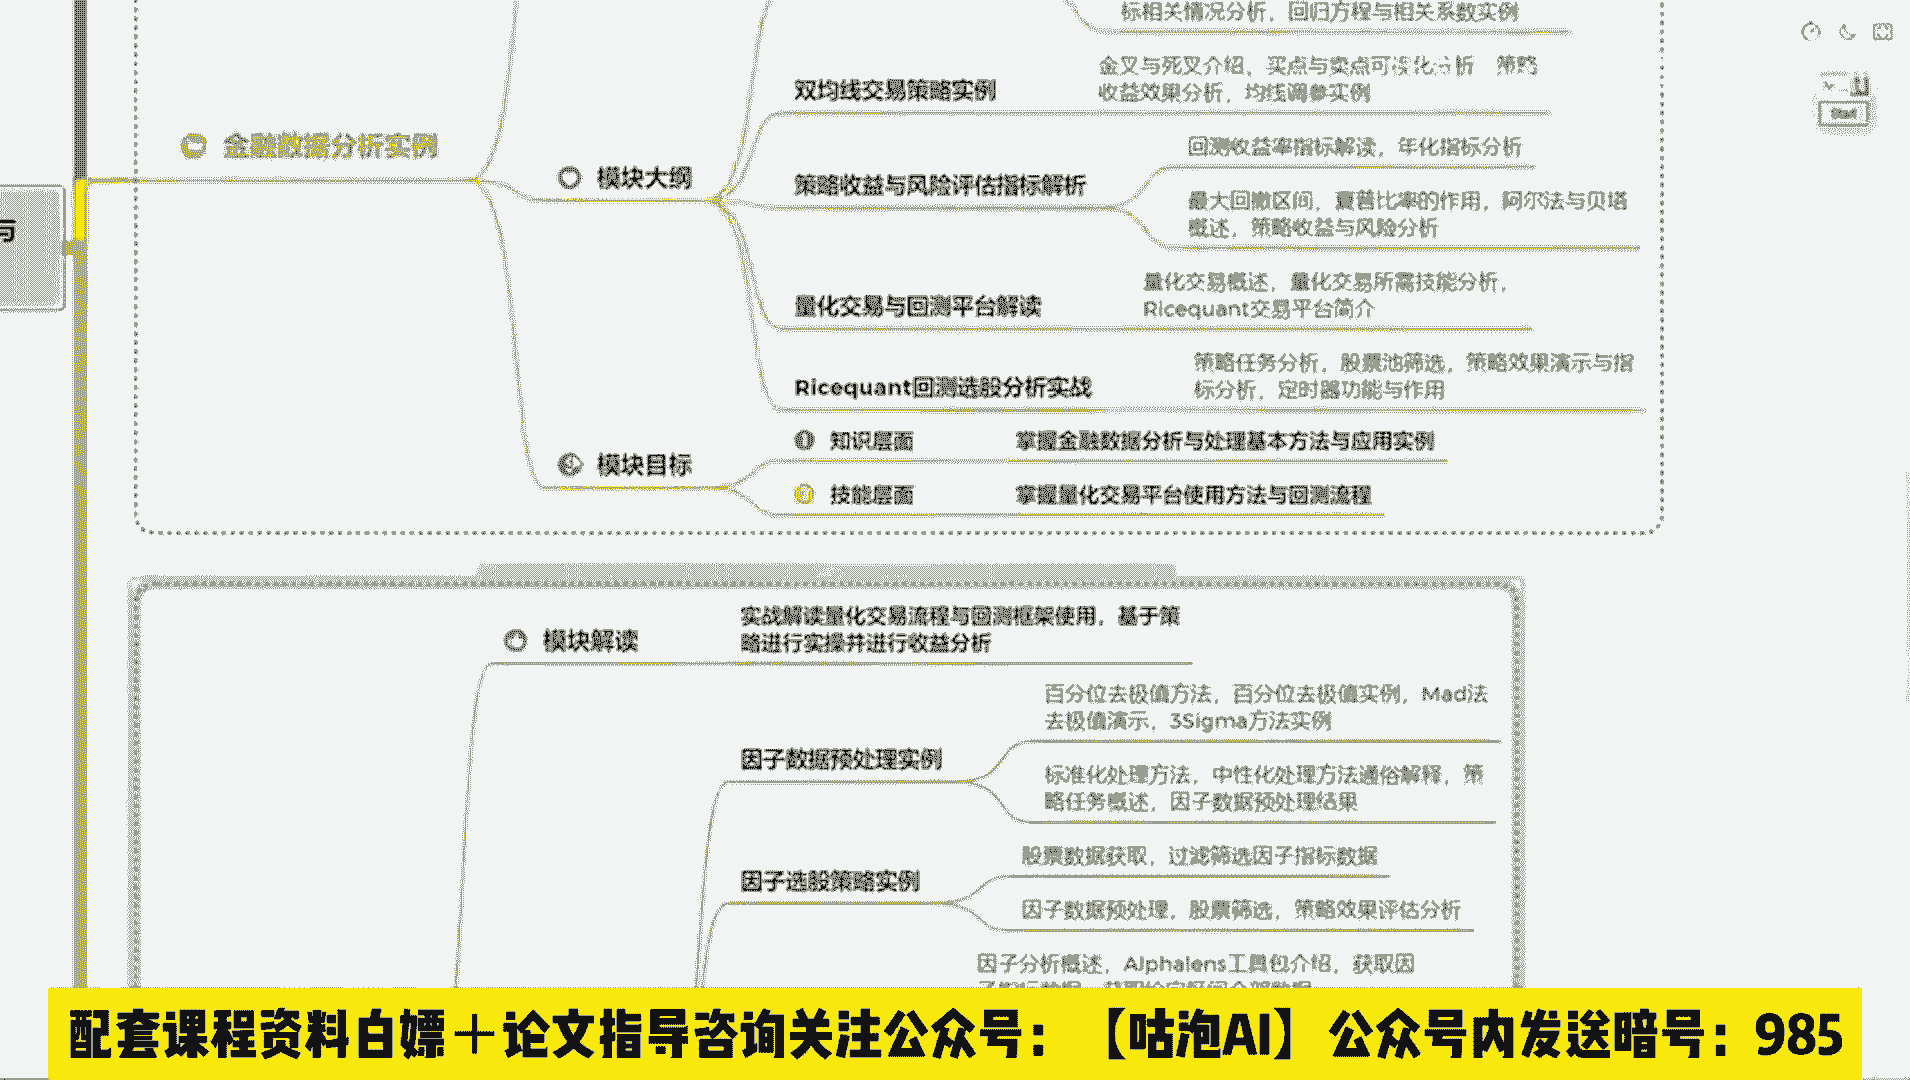 标相关情况分析，回归方程与相关系数实例
双均线交易策略实例
金叉与死叉介绍，买点与卖点可视化分析，策略
收益效果分析，均线调参实例
与
金融数据分析实例
模块大纲
策略收益与风险评估指标解析
回测收益率指标解读，年化指标分析
最大回撤区间，夏普比率的作用，阿尔法与贝塔
概述，策略收益与风险分析
量化交易与回测平台解读
量化交易概述，量化交易所需技能分析，
Ricequant交易平台简介
Ricequant回测选股分析实战
策略任务分析，股票池筛选，策略效果演示与指
标分析，定时器功能与作用
模块目标
知识层面
掌握金融数据分析与处理基本方法与应用实例
技能层面
掌握量化交易平台使用方法与回测流程
Start
模块解读
实战解读量化交易流程与回测框架使用，基于策
略进行实操并进行收益分析
因子数据预处理实例
百分位去极值方法，百分位去极值实例，Mad法
去极值演示，3Sigma方法实例
标准化处理方法，中性化处理方法通俗解释，策
略任务概述，因子数据预处理结果
因子选股策略实例
股票数据获取，过滤筛选因子指标数据
因子数据预处理，股票筛选，策略效果评估分析
因子分析概述，Alphalens工具包介绍，获取因
配套课程资料白嫖＋论文指导咨询关注公众号：【咕泡AI】公众号内发送暗号：985